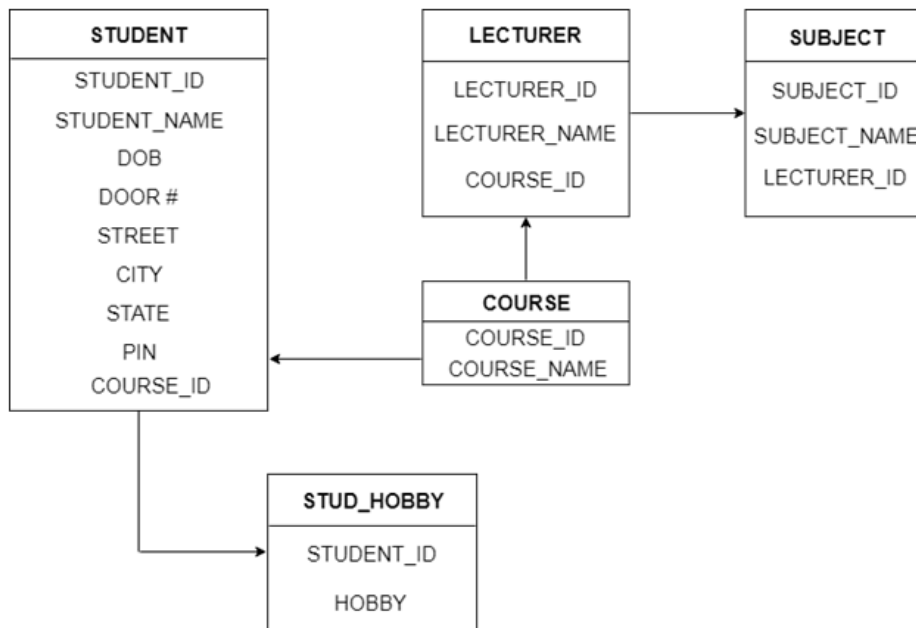 STUDENT
STUDENT_ID
STUDENT_NAME
DOB
DOOR #
STREET
CITY
STATE
PIN
COURSE_ID
LECTURER
LECTURER_ID
LECTURER_NAME
COURSE_ID
SUBJECT
SUBJECT_ID
SUBJECT_NAME
LECTURER_ID
COURSE
COURSE_ID
COURSE_NAME
STUD_HOBBY
STUDENT_ID
HOBBY